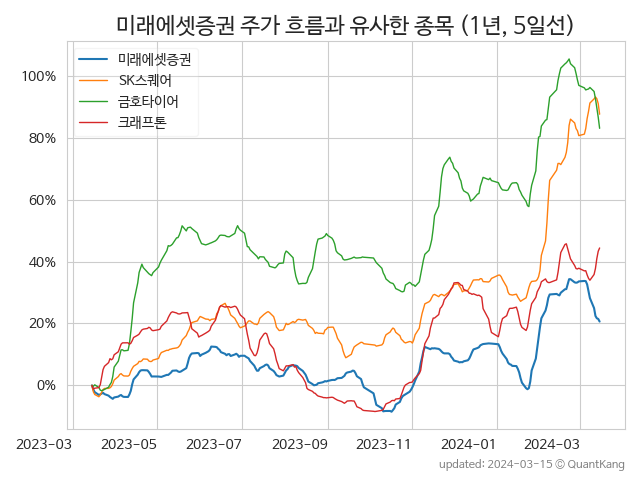 미래에셋증권 주가 흐름과 유사한 종목 (1년, 5일선)
미래에셋증권
SK스퀘어
금호타이어
크래프톤
100%
80%
60%
40%
20%
0%
2023-03 2023-05 2023-07 2023-09 2023-11 2024-01 2024-03
updated: 2024-03-15 © QuantKang